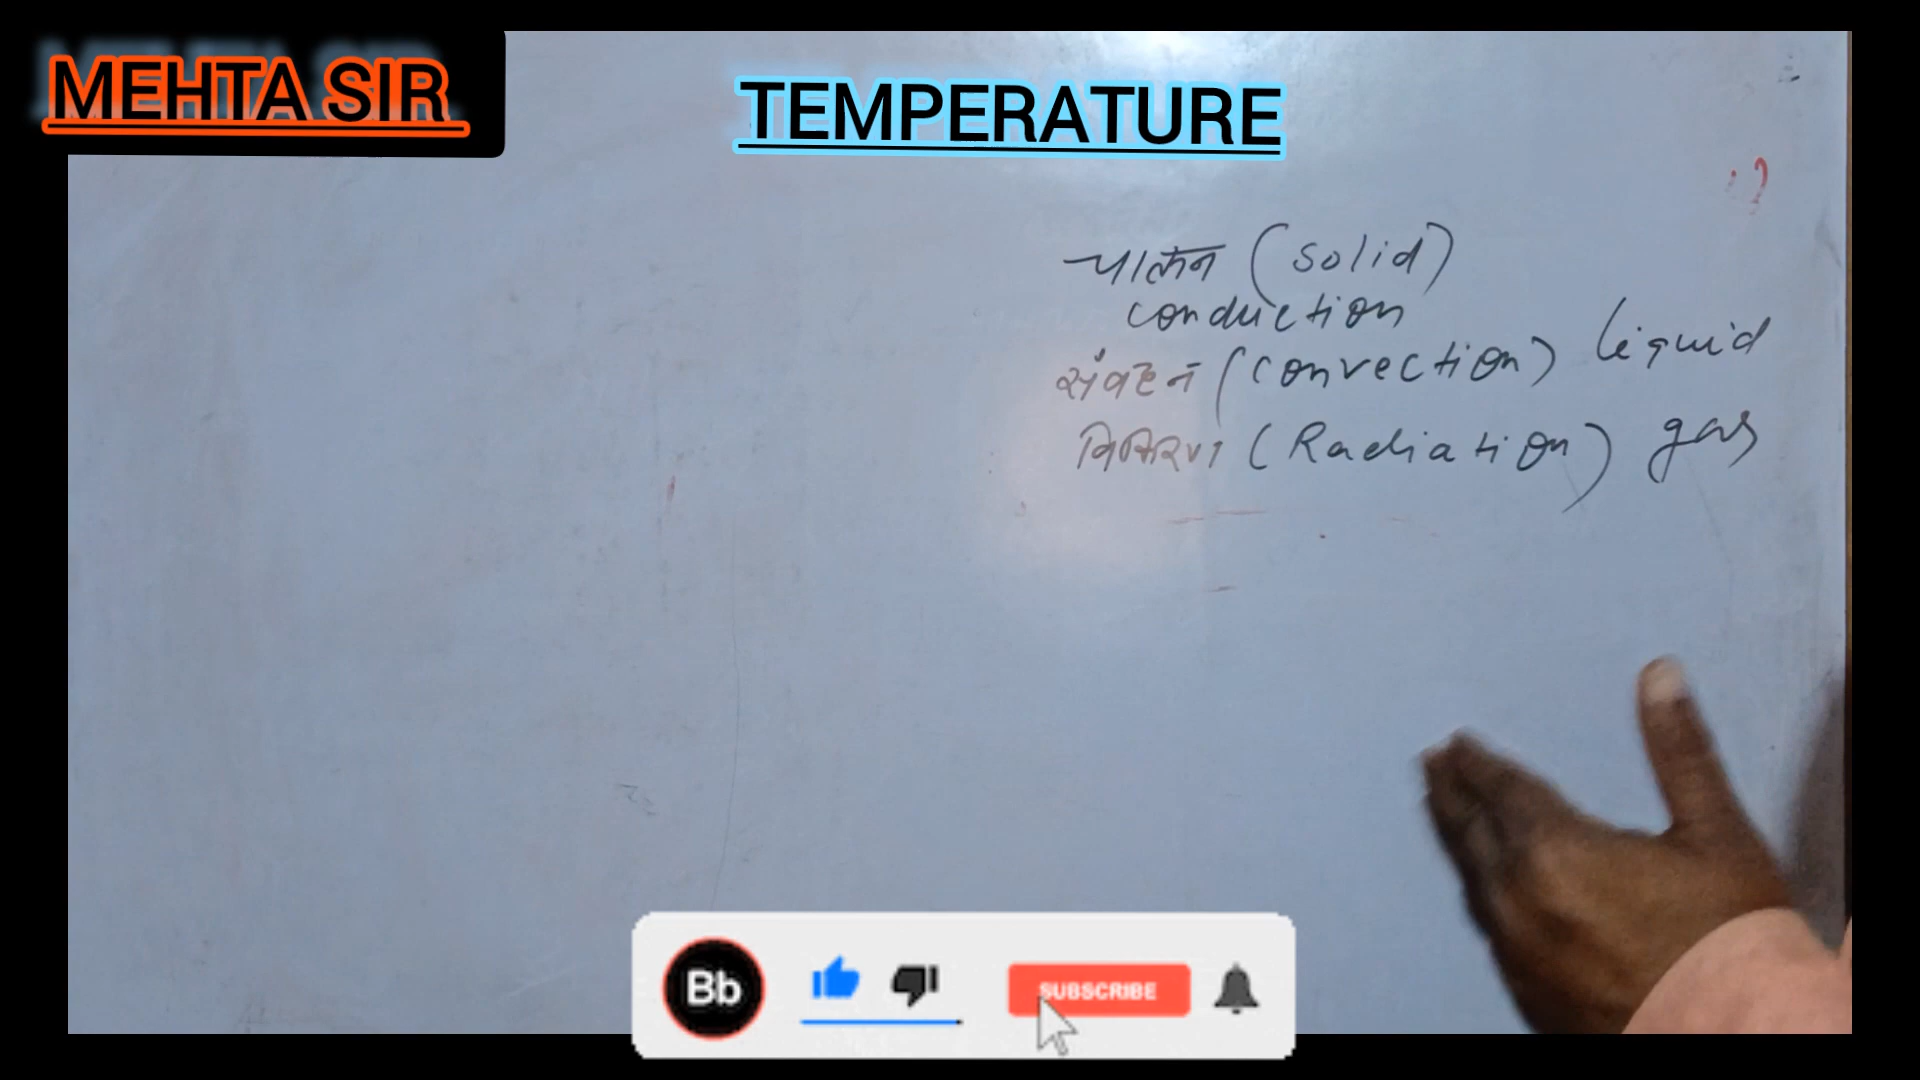 MEHTA SIR
TEMPERATURE
चालन (solid)
conduction
संवहन (convection) liquid
विकिरण (Radiation) gas
Bb
SUBSCRIBE